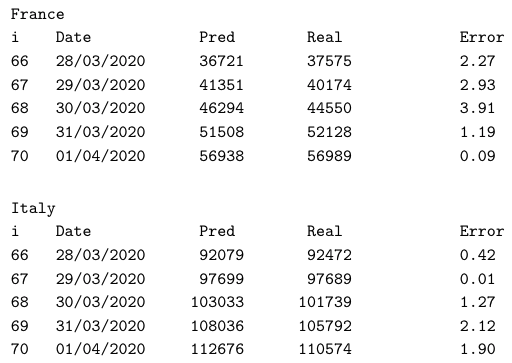 France
i Date Pred Real Error
66 28/03/2020 36721 37575 2.27
67 29/03/2020 41351 40174 2.93
68 30/03/2020 46294 44550 3.91
69 31/03/2020 51508 52128 1.19
70 01/04/2020 56938 56989 0.09
Italy
i Date Pred Real Error
66 28/03/2020 92079 92472 0.42
67 29/03/2020 97699 97689 0.01
68 30/03/2020 103033 101739 1.27
69 31/03/2020 108036 105792 2.12
70 01/04/2020 112676 110574 1.90